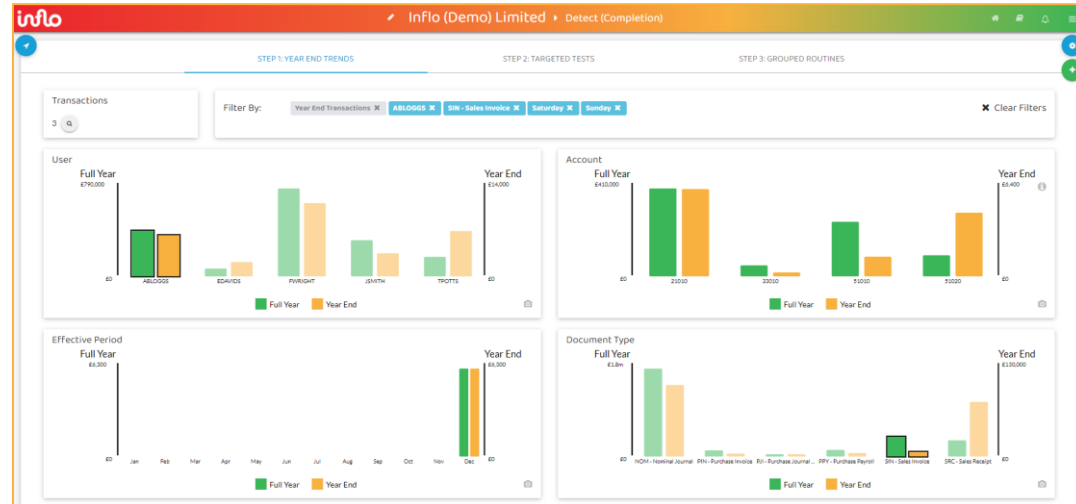 inflo
Inflo (Demo) Limited ▸ Detect (Completion)
STEP 1: YEAR END TRENDS
STEP 2: TARGETED TESTS
STEP 3: GROUPED ROUTINES
Transactions
3
Filter By:
Year End Transactions ✖
ABLOGGS ✖
SIN - Sales Invoice ✖
Saturday ✖
Sunday ✖
✖ Clear Filters
User
Full Year
Year End
£790,000
£14,000
£0
£0
ABLOGGS
EDAVIDS
FWRIGHT
JSMITH
TPOTTS
Full Year
Year End
Account
Full Year
Year End
£410,000
£6,400
£0
£0
21010
33010
51010
51020
Full Year
Year End
Effective Period
Full Year
Year End
£6,300
£6,300
£0
£0
Jan
Feb
Mar
Apr
May
Jun
Jul
Aug
Sep
Oct
Nov
Dec
Full Year
Year End
Document Type
Full Year
Year End
£1.8m
£130,000
£0
£0
NOM - Nominal Journal
PIN - Purchase Invoice
PJI - Purchase Journal ...
PPY - Purchase Payroll
SIN - Sales Invoice
SRC - Sales Receipt
Full Year
Year End